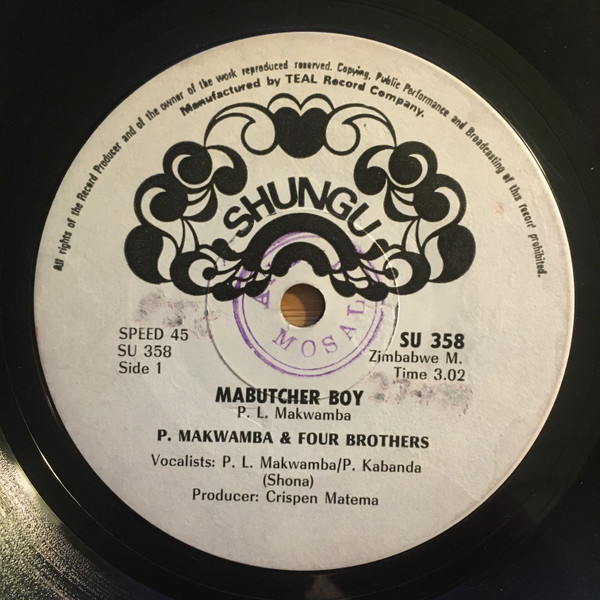 All rights of the Record Producer and of the owner of the work reproduced reserved. Copying, Public Performance and Broadcasting of this record prohibited.
Manufactured by TEAL Record Company.
SHUNGU
MOSAL
SPEED 45
SU 358
Side 1
SU 358
Zimbabwe M.
Time 3.02
MABUTCHER BOY
P. L. Makwamba
P. MAKWAMBA & FOUR BROTHERS
Vocalists: P. L. Makwamba/P. Kabanda
(Shona)
Producer: Crispen Matema